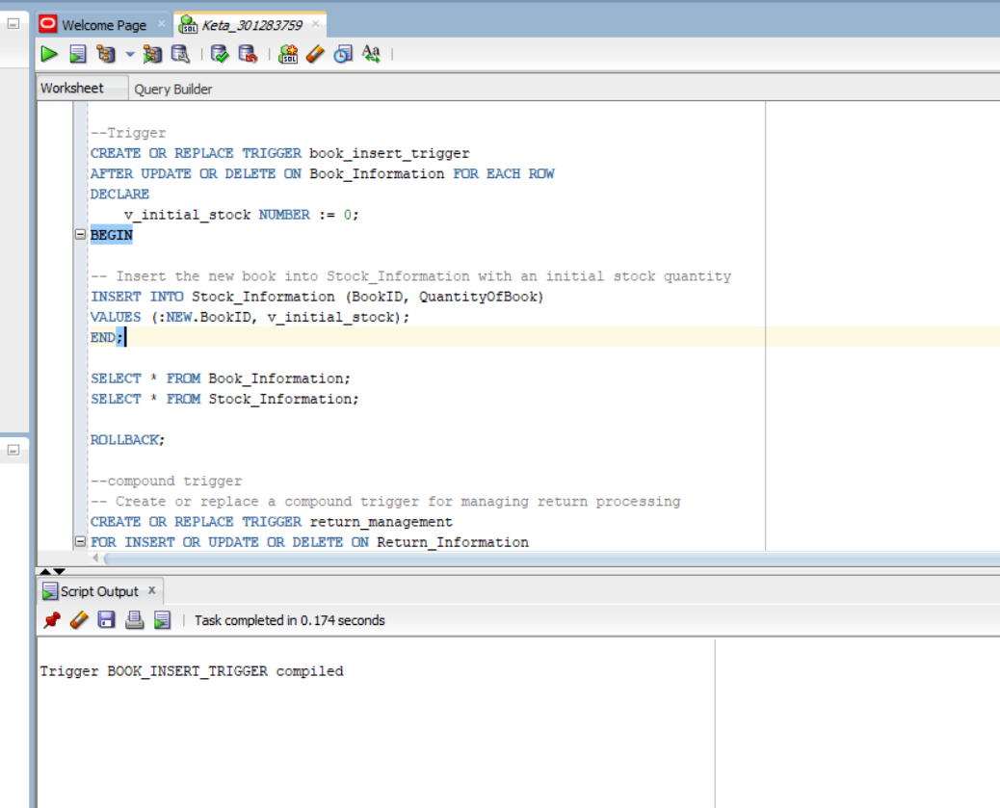 Welcome Page
Keta_301283759
Worksheet
Query Builder
--Trigger
CREATE OR REPLACE TRIGGER book_insert_trigger
AFTER UPDATE OR DELETE ON Book_Information FOR EACH ROW
DECLARE
    v_initial_stock NUMBER := 0;
BEGIN
-- Insert the new book into Stock_Information with an initial stock quantity
INSERT INTO Stock_Information (BookID, QuantityOfBook)
VALUES (:NEW.BookID, v_initial_stock);
END;
SELECT * FROM Book_Information;
SELECT * FROM Stock_Information;
ROLLBACK;
--compound trigger
-- Create or replace a compound trigger for managing return processing
CREATE OR REPLACE TRIGGER return_management
FOR INSERT OR UPDATE OR DELETE ON Return_Information
Script Output x
Task completed in 0.174 seconds
Trigger BOOK_INSERT_TRIGGER compiled